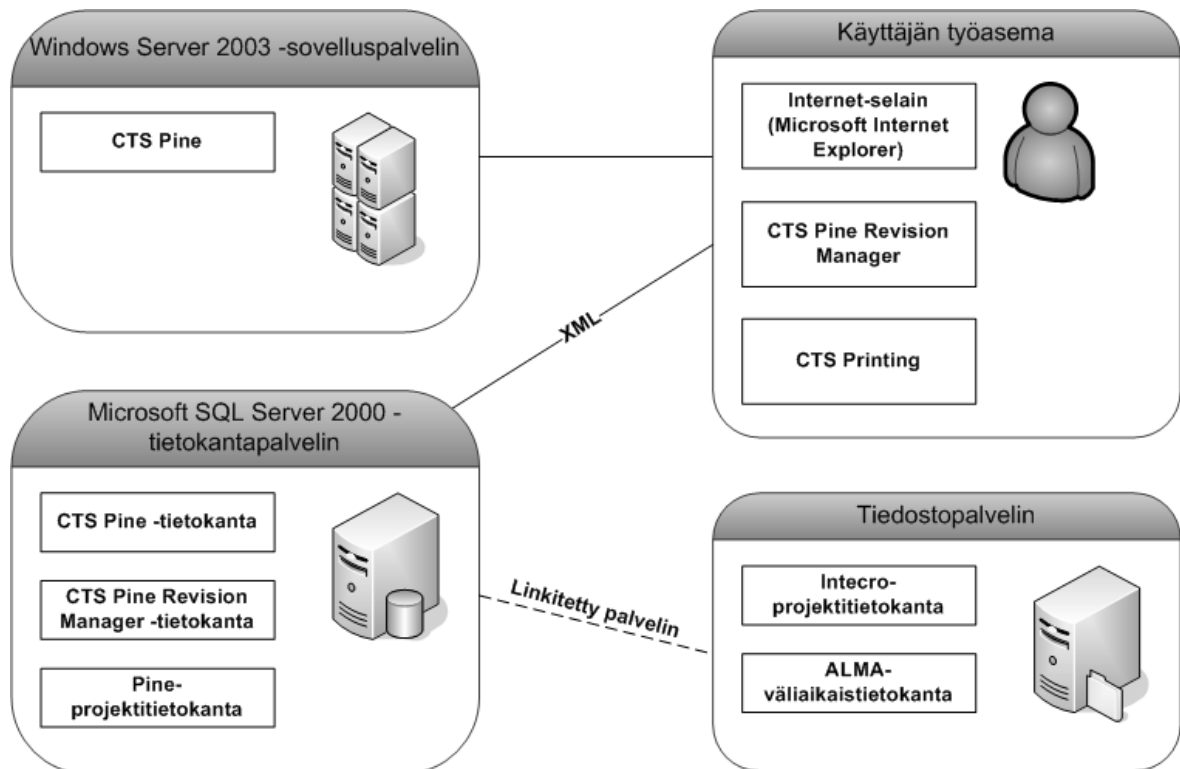 Windows Server 2003 -sovelluspalvelin
CTS Pine
Käyttäjän työasema
Internet-selain
(Microsoft Internet
Explorer)
CTS Pine Revision
Manager
CTS Printing
XML
Microsoft SQL Server 2000 -
tietokantapalvelin
CTS Pine -tietokanta
CTS Pine Revision
Manager -tietokanta
Pine-
projektitietokanta
Linkitetty palvelin
Tiedostopalvelin
Intecro-
projektitietokanta
ALMA-
väliaikaistietokanta